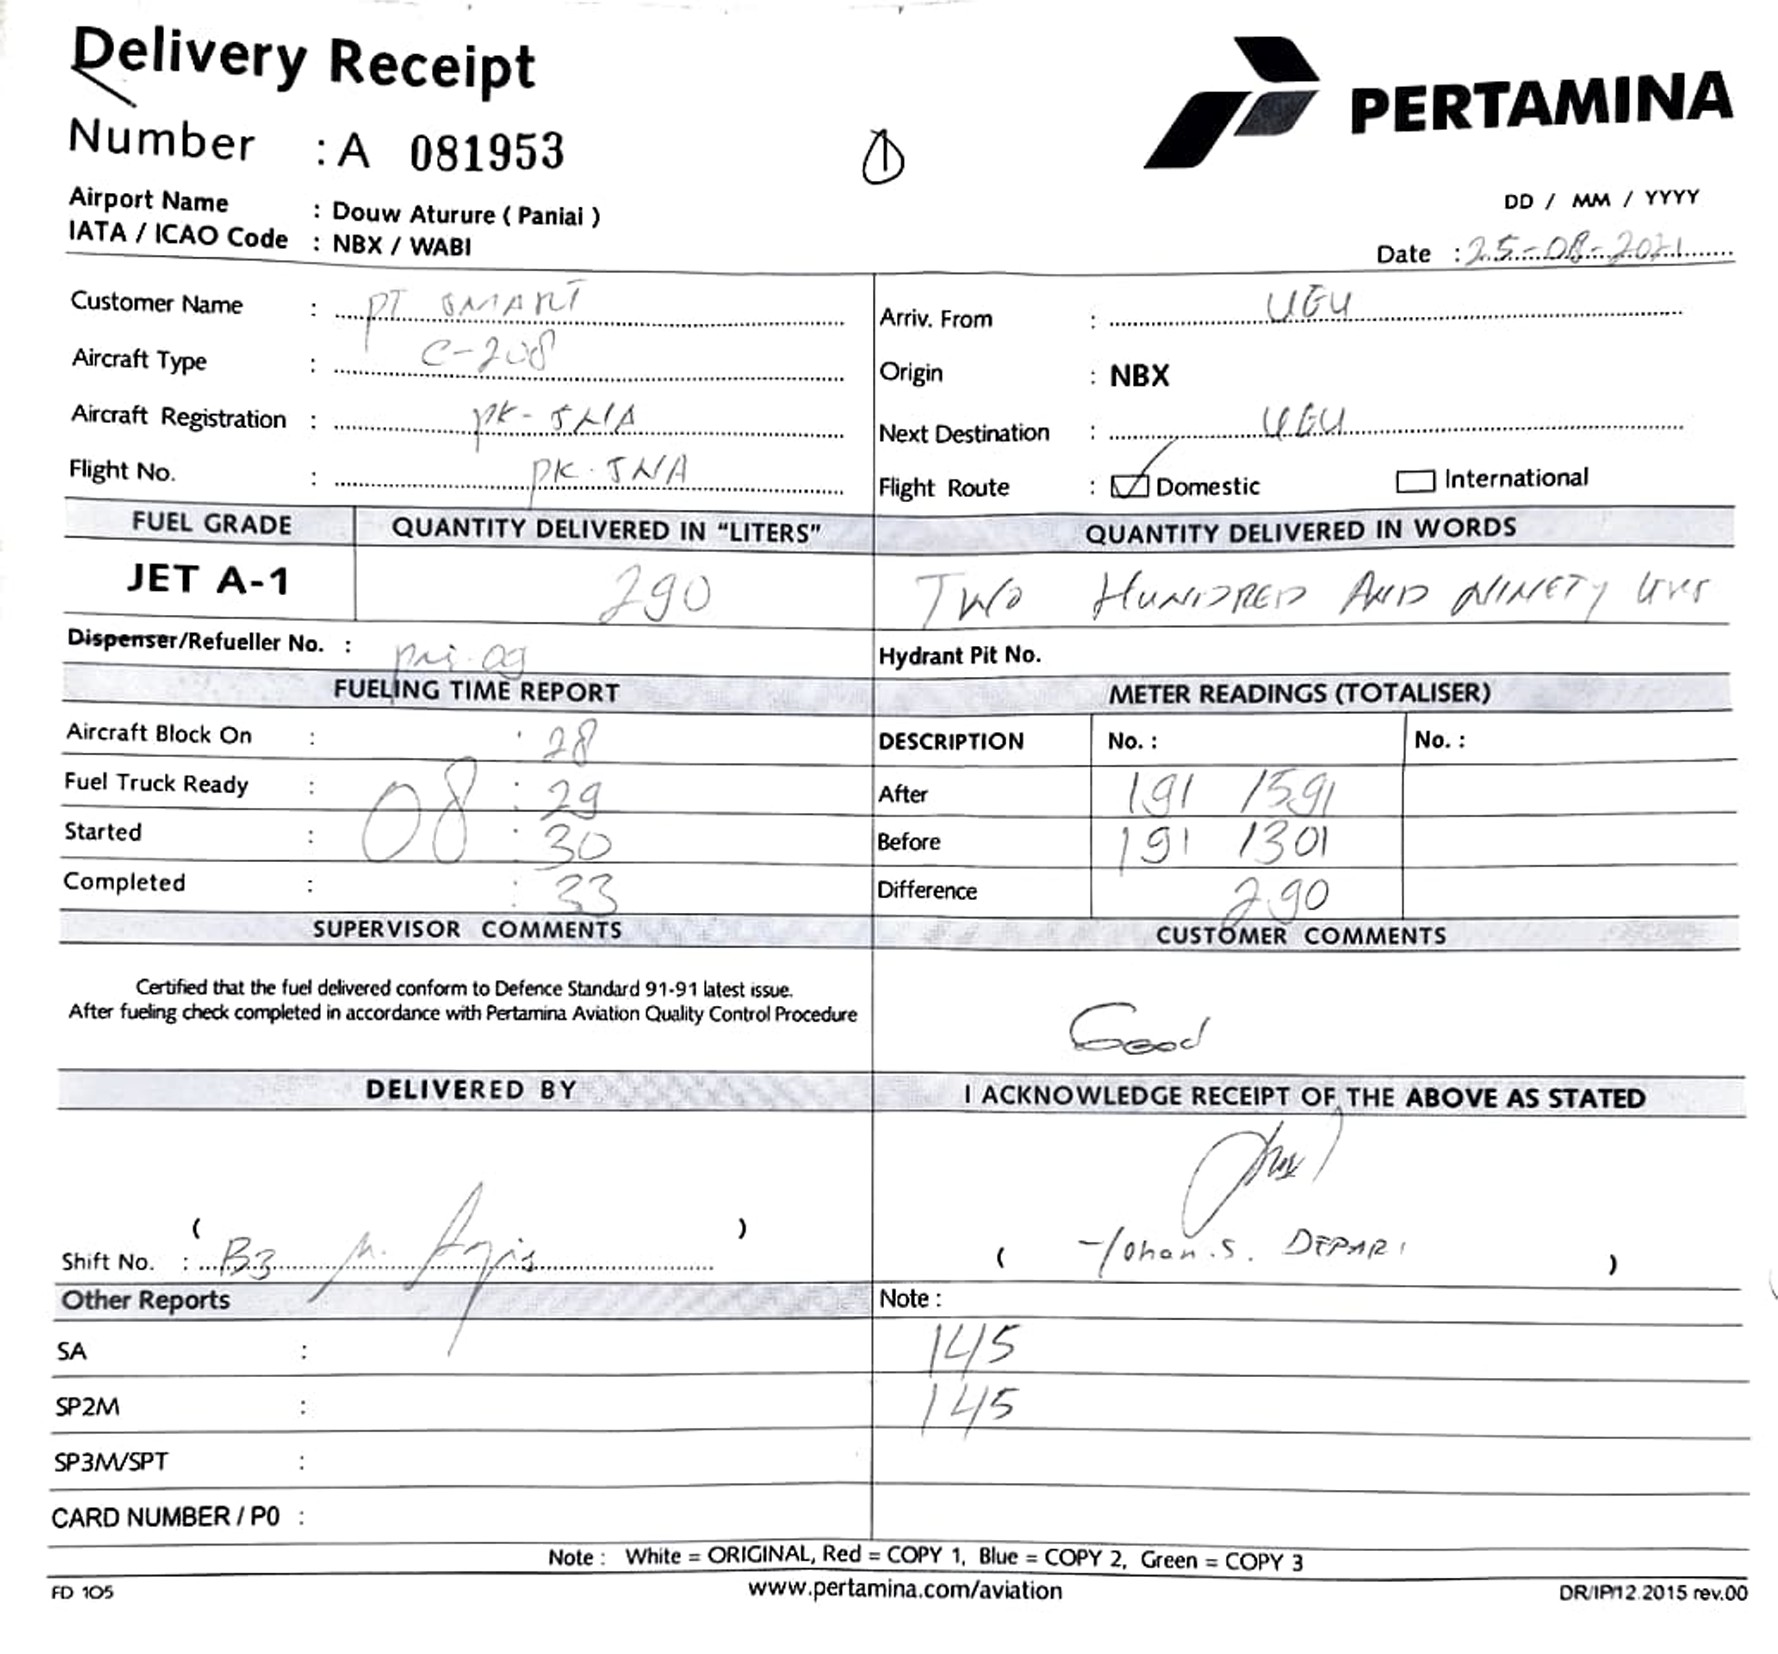 Delivery Receipt
PERTAMINA
Number : A 081953
1
Airport Name : Douw Aturure ( Paniai )
DD / MM / YYYY
IATA / ICAO Code : NBX / WABI
Date : 25-08-2021
Customer Name : PT SMART
Arriv. From : UGU
Aircraft Type : C-208
Origin : NBX
Aircraft Registration : PK-SNA
Next Destination : UGU
Flight No. : PK-SNA
Flight Route : Domestic International
FUEL GRADE QUANTITY DELIVERED IN "LITERS" QUANTITY DELIVERED IN WORDS
JET A-1 290 TWO HUNDRED AND NINETY
Dispenser/Refueller No. :
Hydrant Pit No.
FUELING TIME REPORT METER READINGS (TOTALISER)
Aircraft Block On : : 28
DESCRIPTION No. : No. :
Fuel Truck Ready : 08 : 29
After 191 1591
Started : : 30
Before 191 1301
Completed : : 33
Difference 290
SUPERVISOR COMMENTS CUSTOMER COMMENTS
Certified that the fuel delivered conform to Defence Standard 91-91 latest issue.
After fueling check completed in accordance with Pertamina Aviation Quality Control Procedure
Good
DELIVERED BY I ACKNOWLEDGE RECEIPT OF THE ABOVE AS STATED
( )
Shift No. : B3
( Yohan.S. DEPARI )
Other Reports Note :
SA : 145
SP2M : 145
SP3M/SPT :
CARD NUMBER / P0 :
Note : White = ORIGINAL, Red = COPY 1, Blue = COPY 2, Green = COPY 3
FD 105 www.pertamina.com/aviation DR/IP/12.2015 rev.00